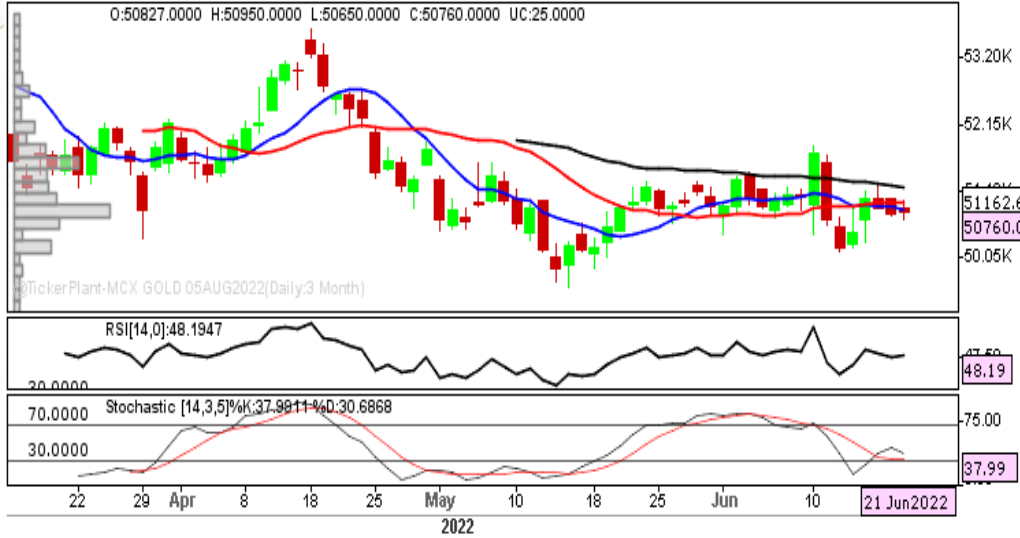 O:50827.0000 H:50950.0000 L:50650.0000 C:50760.0000 UC:25.0000
53.20K
52.15K
51162.6
50760.0
50.05K
@TickerPlant-MCX GOLD 05AUG2022(Daily:3 Month)
RSI[14,0]:48.1947
47.50
48.19
30.0000
Stochastic [14,3,5]%K:37.9911 %D:30.6868
70.0000
75.00
30.0000
37.99
22 29 Apr 8 18 25 May 10 18 25 Jun 10 21 Jun2022
2022